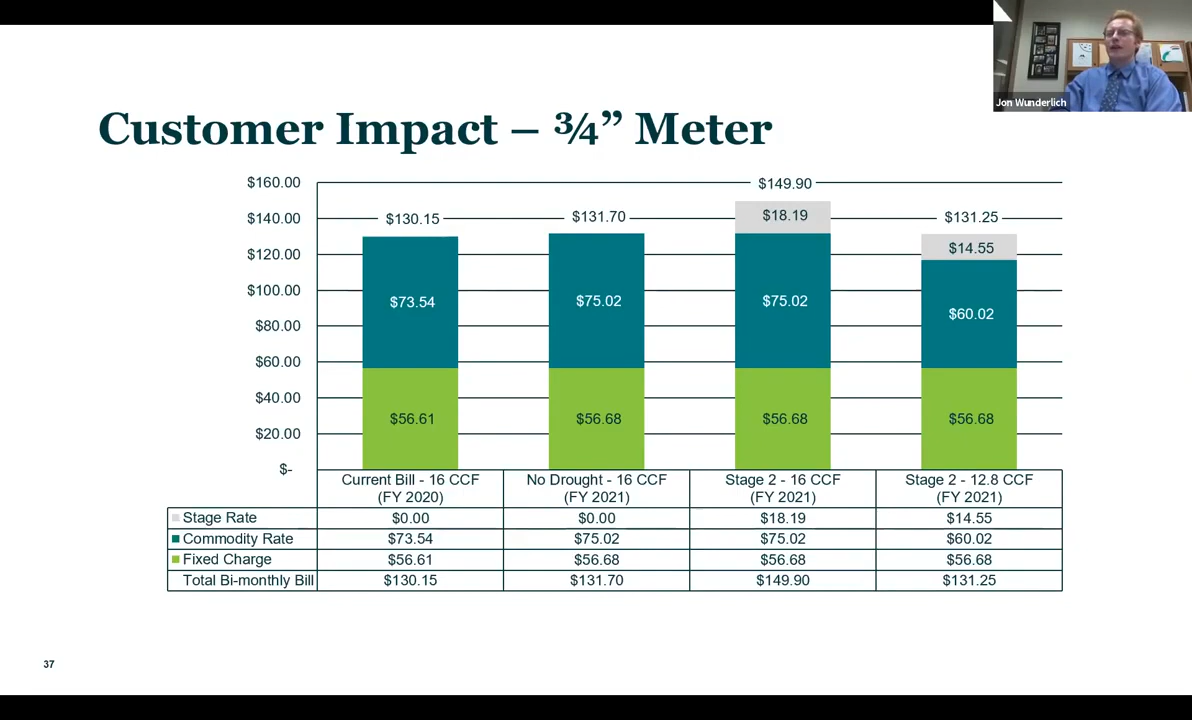 Jon Wunderlich
Customer Impact – ¾” Meter
$160.00
$140.00
$120.00
$100.00
$80.00
$60.00
$40.00
$20.00
$-
$130.15
$73.54
$56.61
$131.70
$75.02
$56.68
$149.90
$18.19
$75.02
$56.68
$131.25
$14.55
$60.02
$56.68
Current Bill - 16 CCF
(FY 2020)
No Drought - 16 CCF
(FY 2021)
Stage 2 - 16 CCF
(FY 2021)
Stage 2 - 12.8 CCF
(FY 2021)
Stage Rate $0.00 $0.00 $18.19 $14.55
Commodity Rate $73.54 $75.02 $75.02 $60.02
Fixed Charge $56.61 $56.68 $56.68 $56.68
Total Bi-monthly Bill $130.15 $131.70 $149.90 $131.25
37